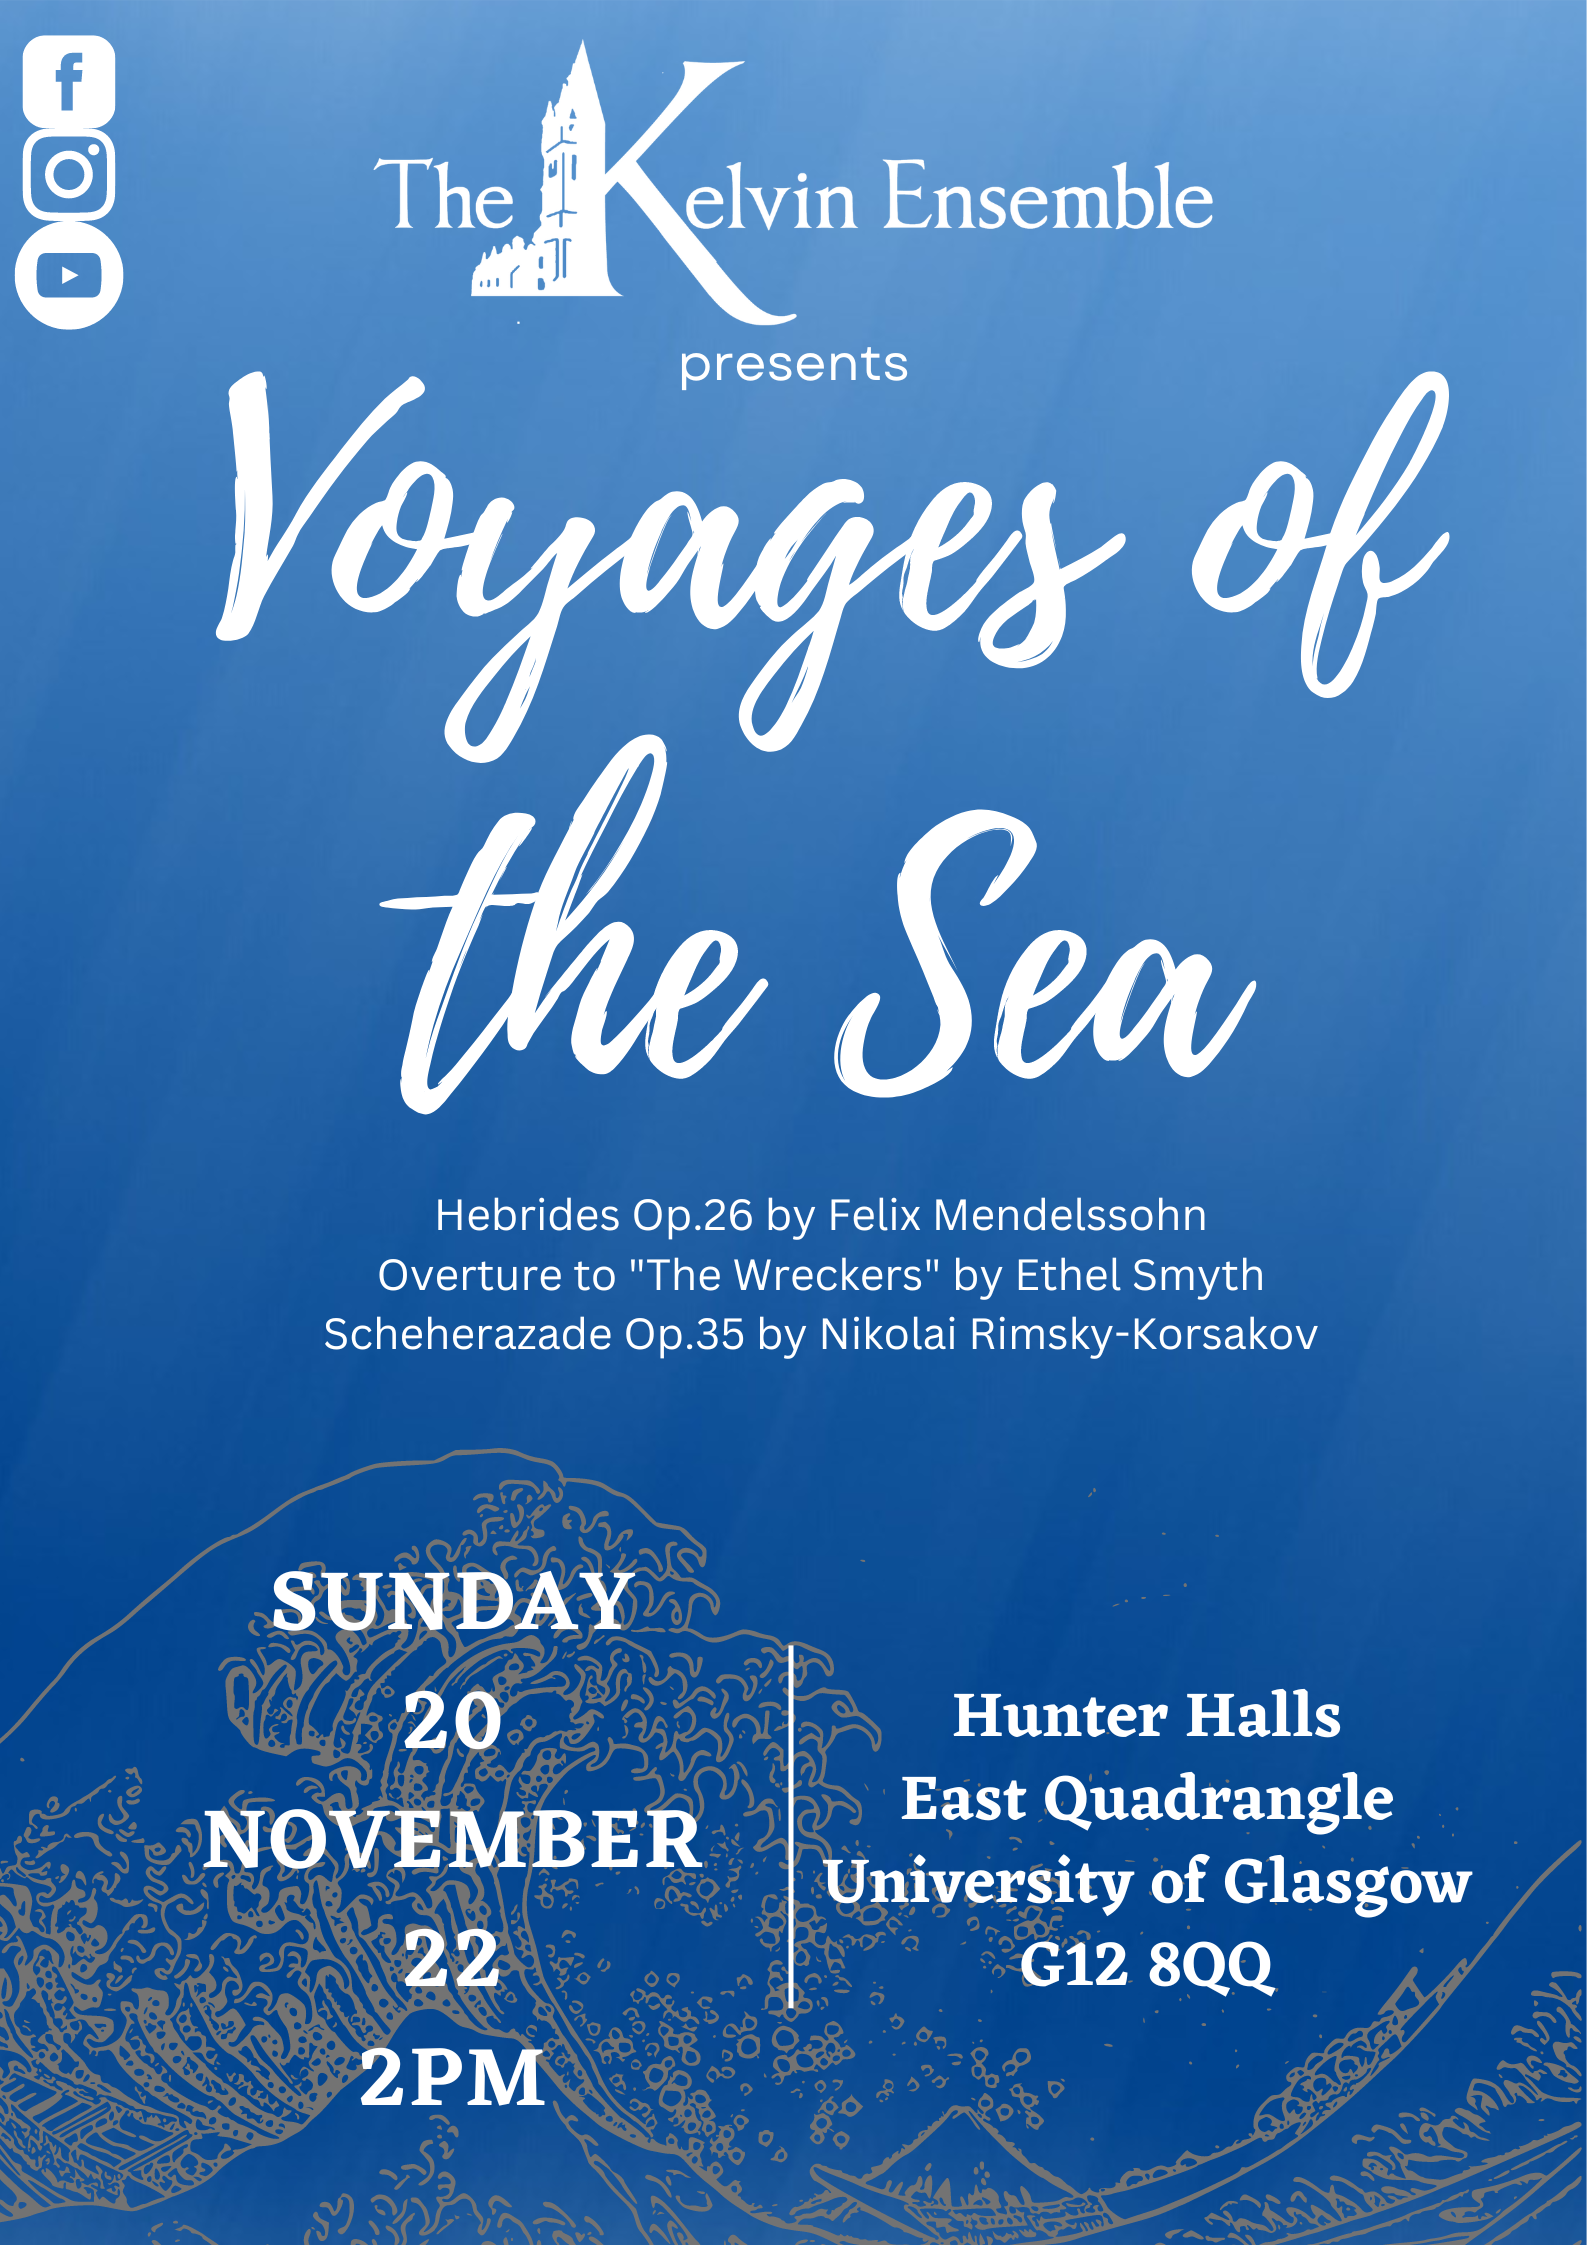 The Kelvin Ensemble
presents
Voyages of
the Sea
Hebrides Op.26 by Felix Mendelssohn
Overture to "The Wreckers" by Ethel Smyth
Scheherazade Op.35 by Nikolai Rimsky-Korsakov
SUNDAY
20
NOVEMBER
22
2PM
Hunter Halls
East Quadrangle
University of Glasgow
G12 8QQ